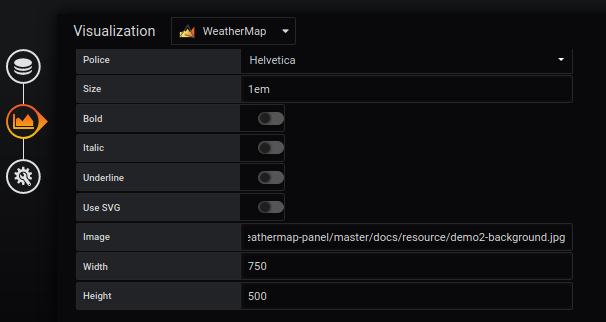 Visualization WeatherMap
Police Helvetica
Size 1em
Bold
Italic
Underline
Use SVG
Image eathermap-panel/master/docs/resource/demo2-background.jpg
Width 750
Height 500